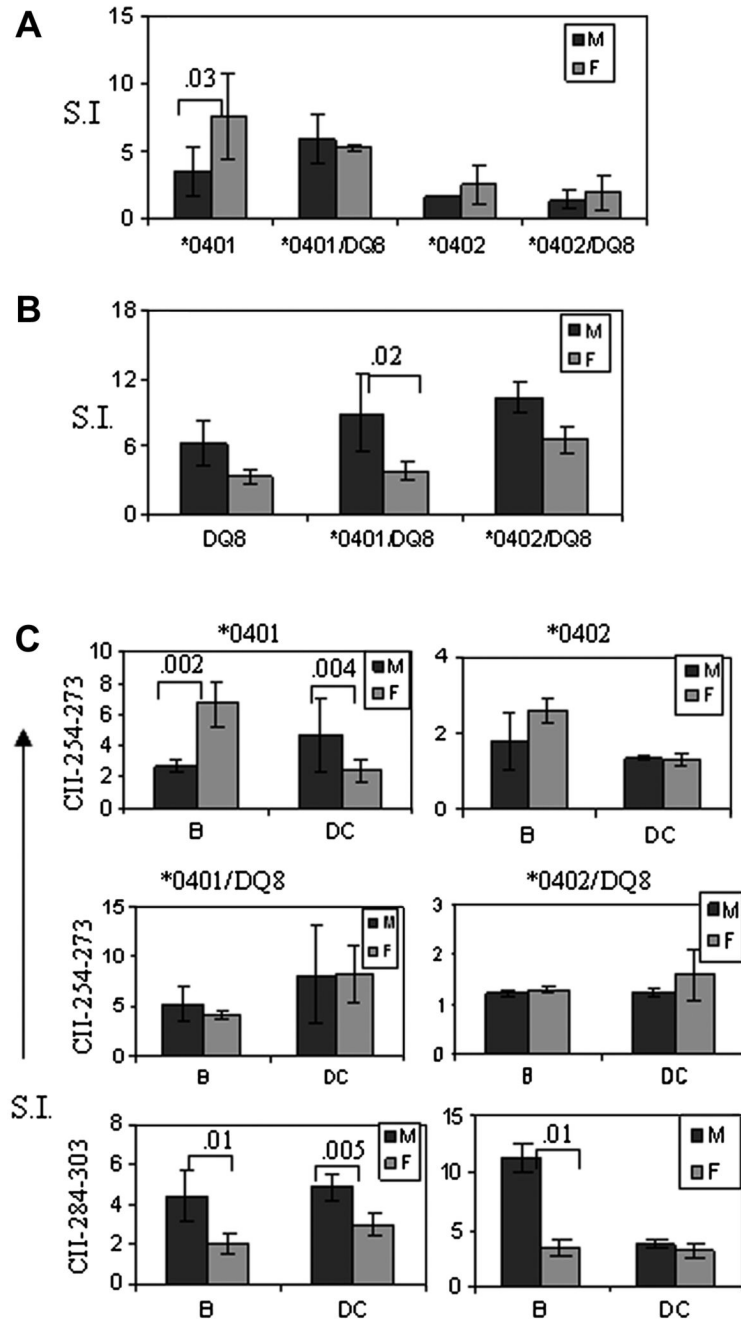 A
15
10
5
0
S.I
.03
M
F
*0401
*0401/DQ8
*0402
*0402/DQ8
B
18
12
6
0
S.I.
.02
M
F
DQ8
*0401/DQ8
*0402/DQ8
C
*0401
CII-254-273
10
8
6
4
2
0
.002
.004
M
F
B
DC
*0402
4
2
0
M
F
B
DC
*0401/DQ8
CII-254-273
15
10
5
0
M
F
B
DC
*0402/DQ8
3
2
1
0
M
F
B
DC
S.I.
CII-284-303
8
6
4
2
0
.01
.005
M
F
B
DC
15
10
5
0
.01
M
F
B
DC